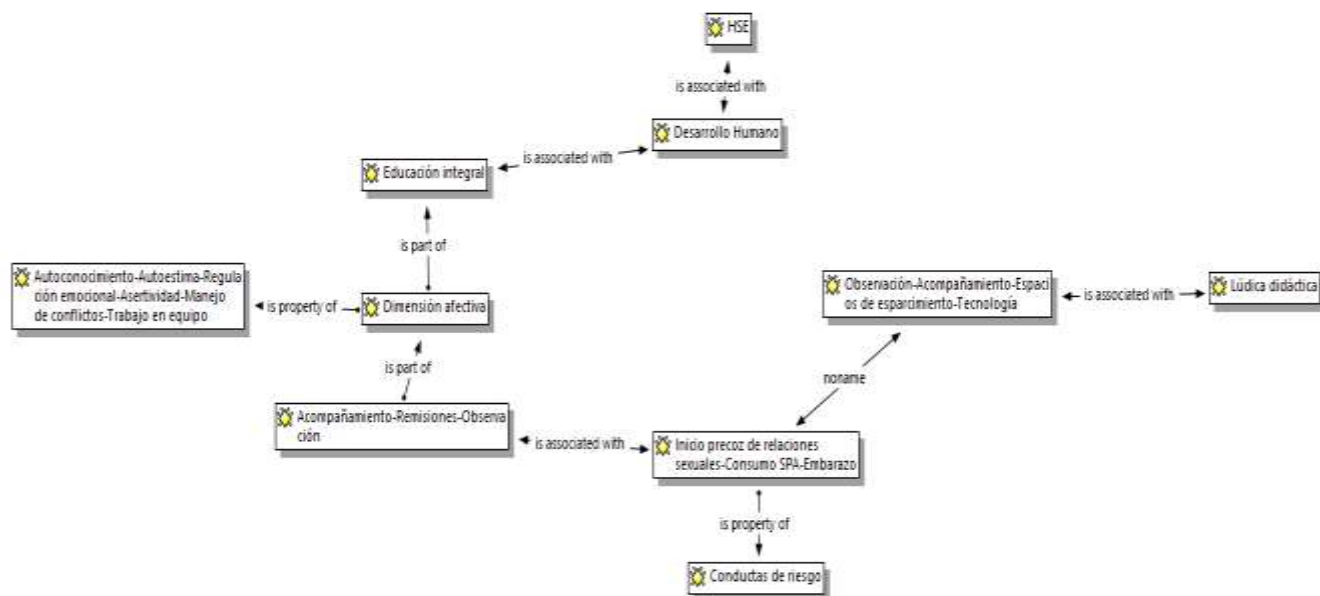 HSE
is associated with
Desarrollo Humano
is associated with
Educación integral
is part of
Autoconocimiento-Autoestima-Regula
ción emocional-Asertividad-Manejo
de conflictos-Trabajo en equipo
is property of
Dimensión afectiva
Observación-Acompañamiento-Espaci
os de esparcimiento-Tecnología
is associated with
Lúdica didáctica
is part of
noname
Acompañamiento-Remisiones-Observa
ción
is associated with
Inicio precoz de relaciones
sexuales-Consumo SPA-Embarazo
is property of
Conductas de riesgo